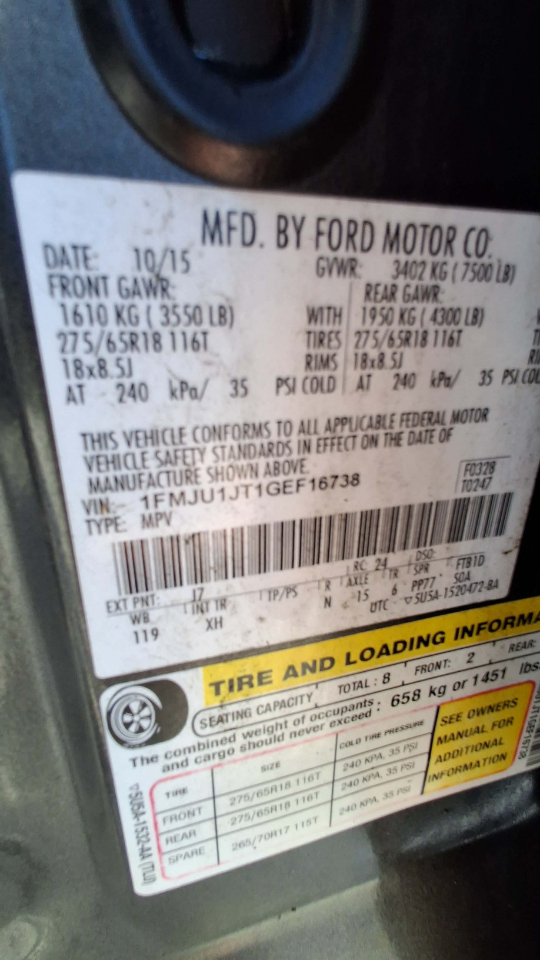 MFD. BY FORD MOTOR CO.
DATE: 10/15 GVWR: 3402 KG ( 7500 LB)
FRONT GAWR: REAR GAWR:
1610 KG ( 3550 LB) WITH 1950 KG ( 4300 LB)
275/65R18 116T TIRES 275/65R18 116T
18x8.5J RIMS 18x8.5J
AT 240 kPa/ 35 PSI COLD AT 240 kPa/ 35 PSI COL
THIS VEHICLE CONFORMS TO ALL APPLICABLE FEDERAL MOTOR
VEHICLE SAFETY STANDARDS IN EFFECT ON THE DATE OF
MANUFACTURE SHOWN ABOVE.
VIN: 1FMJU1JT1GEF16738 F0328
TYPE: MPV T0247
RC: 24 DSO:
EXT PNT: J7 AXLE TR SPR FTB1D
WB INT TR TP/PS R 15 6 PP77 50A
119 XH N UTC ▽5U5A-1520472-BA
TIRE AND LOADING INFORMA
SEATING CAPACITY TOTAL : 8 FRONT: 2 REAR:
The combined weight of occupants : 658 kg or 1451 lbs
and cargo should never exceed
TIRE SIZE COLD TIRE PRESSURE
FRONT 275/65R18 116T 240 KPA, 35 PSI
REAR 275/65R18 116T 240 KPA, 35 PSI
SPARE 265/70R17 115T 240 KPA, 35 PSI
SEE OWNERS
MANUAL FOR
ADDITIONAL
INFORMATION
▽5U5A-1532-AA (TLU)